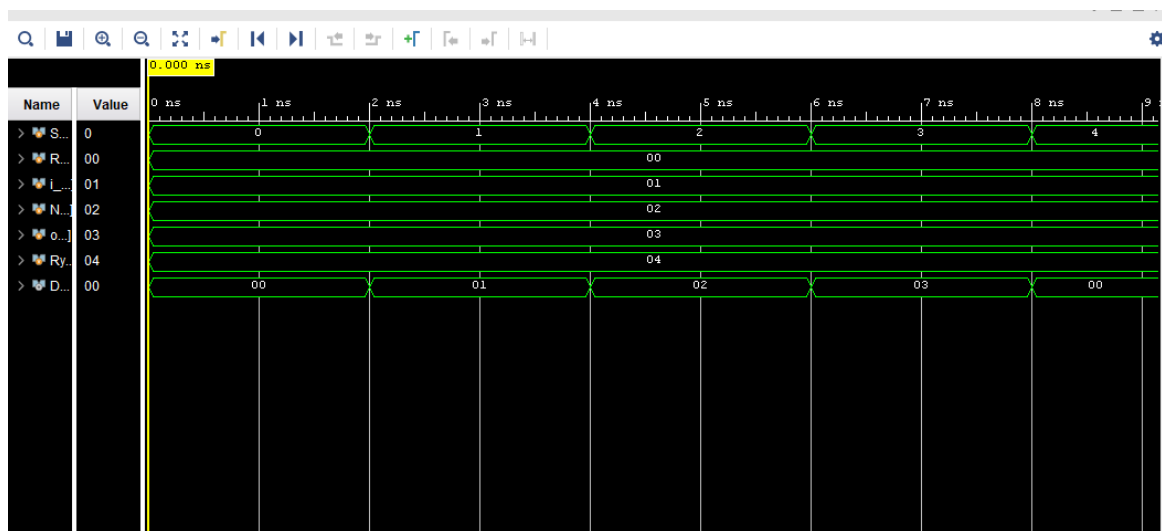 0.000 ns
Name Value 0 ns 1 ns 2 ns 3 ns 4 ns 5 ns 6 ns 7 ns 8 ns 9
S... 0 0 1 2 3 4
R... 00 00
i_...] 01 01
N...] 02 02
o...] 03 03
Ry... 04 04
D... 00 00 01 02 03 00